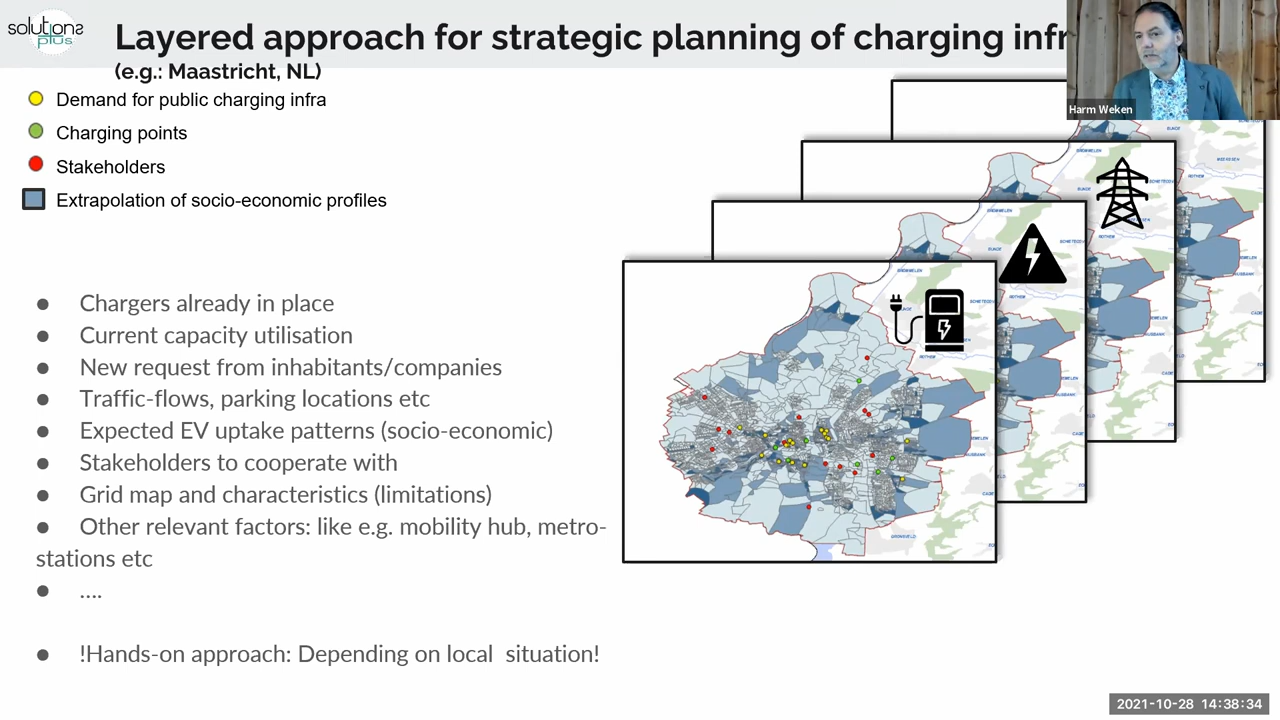 solutions
plus
Layered approach for strategic planning of charging infr
(e.g.: Maastricht, NL)
Harm Weken
Demand for public charging infra
Charging points
Stakeholders
Extrapolation of socio-economic profiles
● Chargers already in place
● Current capacity utilisation
● New request from inhabitants/companies
● Traffic-flows, parking locations etc
● Expected EV uptake patterns (socio-economic)
● Stakeholders to cooperate with
● Grid map and characteristics (limitations)
● Other relevant factors: like e.g. mobility hub, metro-
stations etc
● ....
● !Hands-on approach: Depending on local situation!
2021-10-28 14:38:34